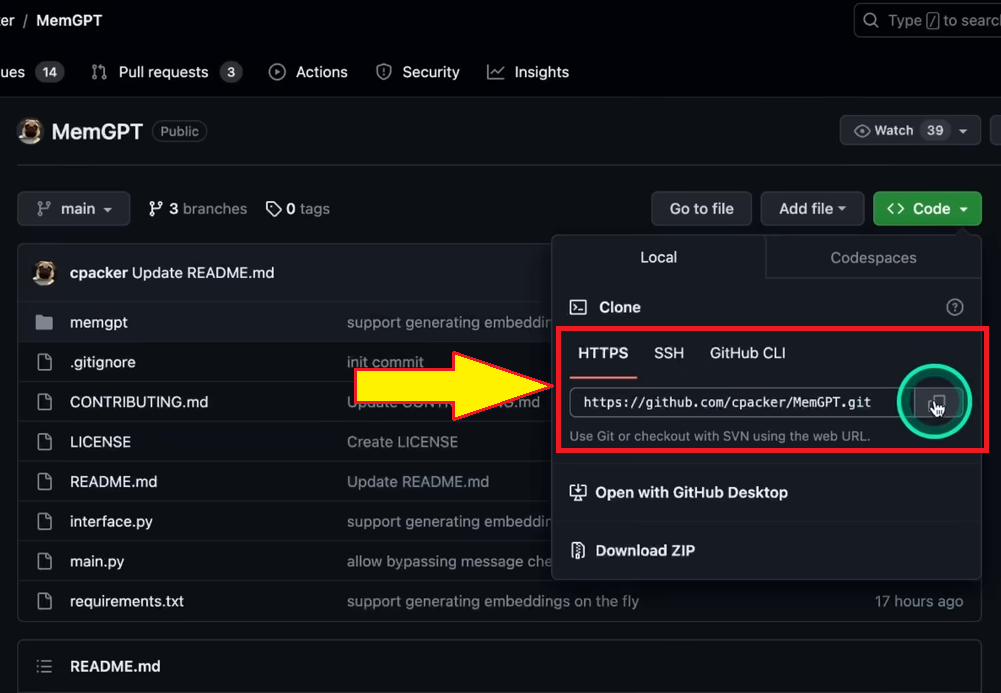 er / MemGPT
Type / to searc
ues 14 Pull requests 3 Actions Security Insights
MemGPT Public
Watch 39
main 3 branches 0 tags
Go to file Add file Code
cpacker Update README.md
Local Codespaces
Clone
memgpt support generating embeddin
.gitignore init commit
HTTPS SSH GitHub CLI
CONTRIBUTING.md Update CONTRIBUTING.md
https://github.com/cpacker/MemGPT.git
Use Git or checkout with SVN using the web URL.
LICENSE Create LICENSE
README.md Update README.md
Open with GitHub Desktop
interface.py support generating embeddin
Download ZIP
main.py allow bypassing message che
requirements.txt support generating embeddings on the fly 17 hours ago
README.md